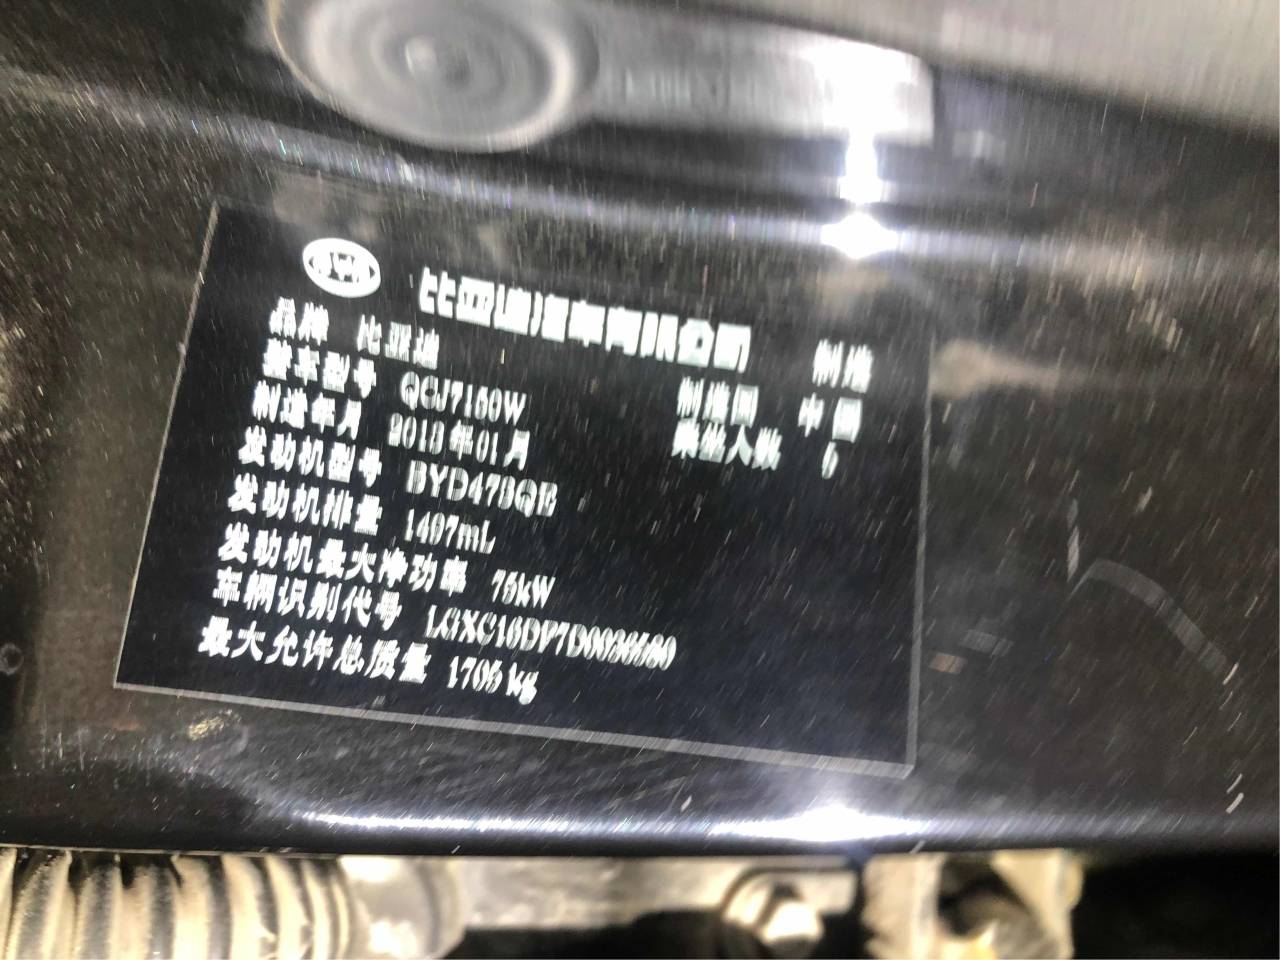 BYD
比亚迪汽车有限公司 制造
品牌 比亚迪
制造国 中国
整车型号 QCJ7150W
乘坐人数 5
制造年月 2013年01月
发动机型号 BYD473QE
发动机排量 1497mL
发动机最大净功率 75kW
车辆识别代号
最大允许总质量 1705kg